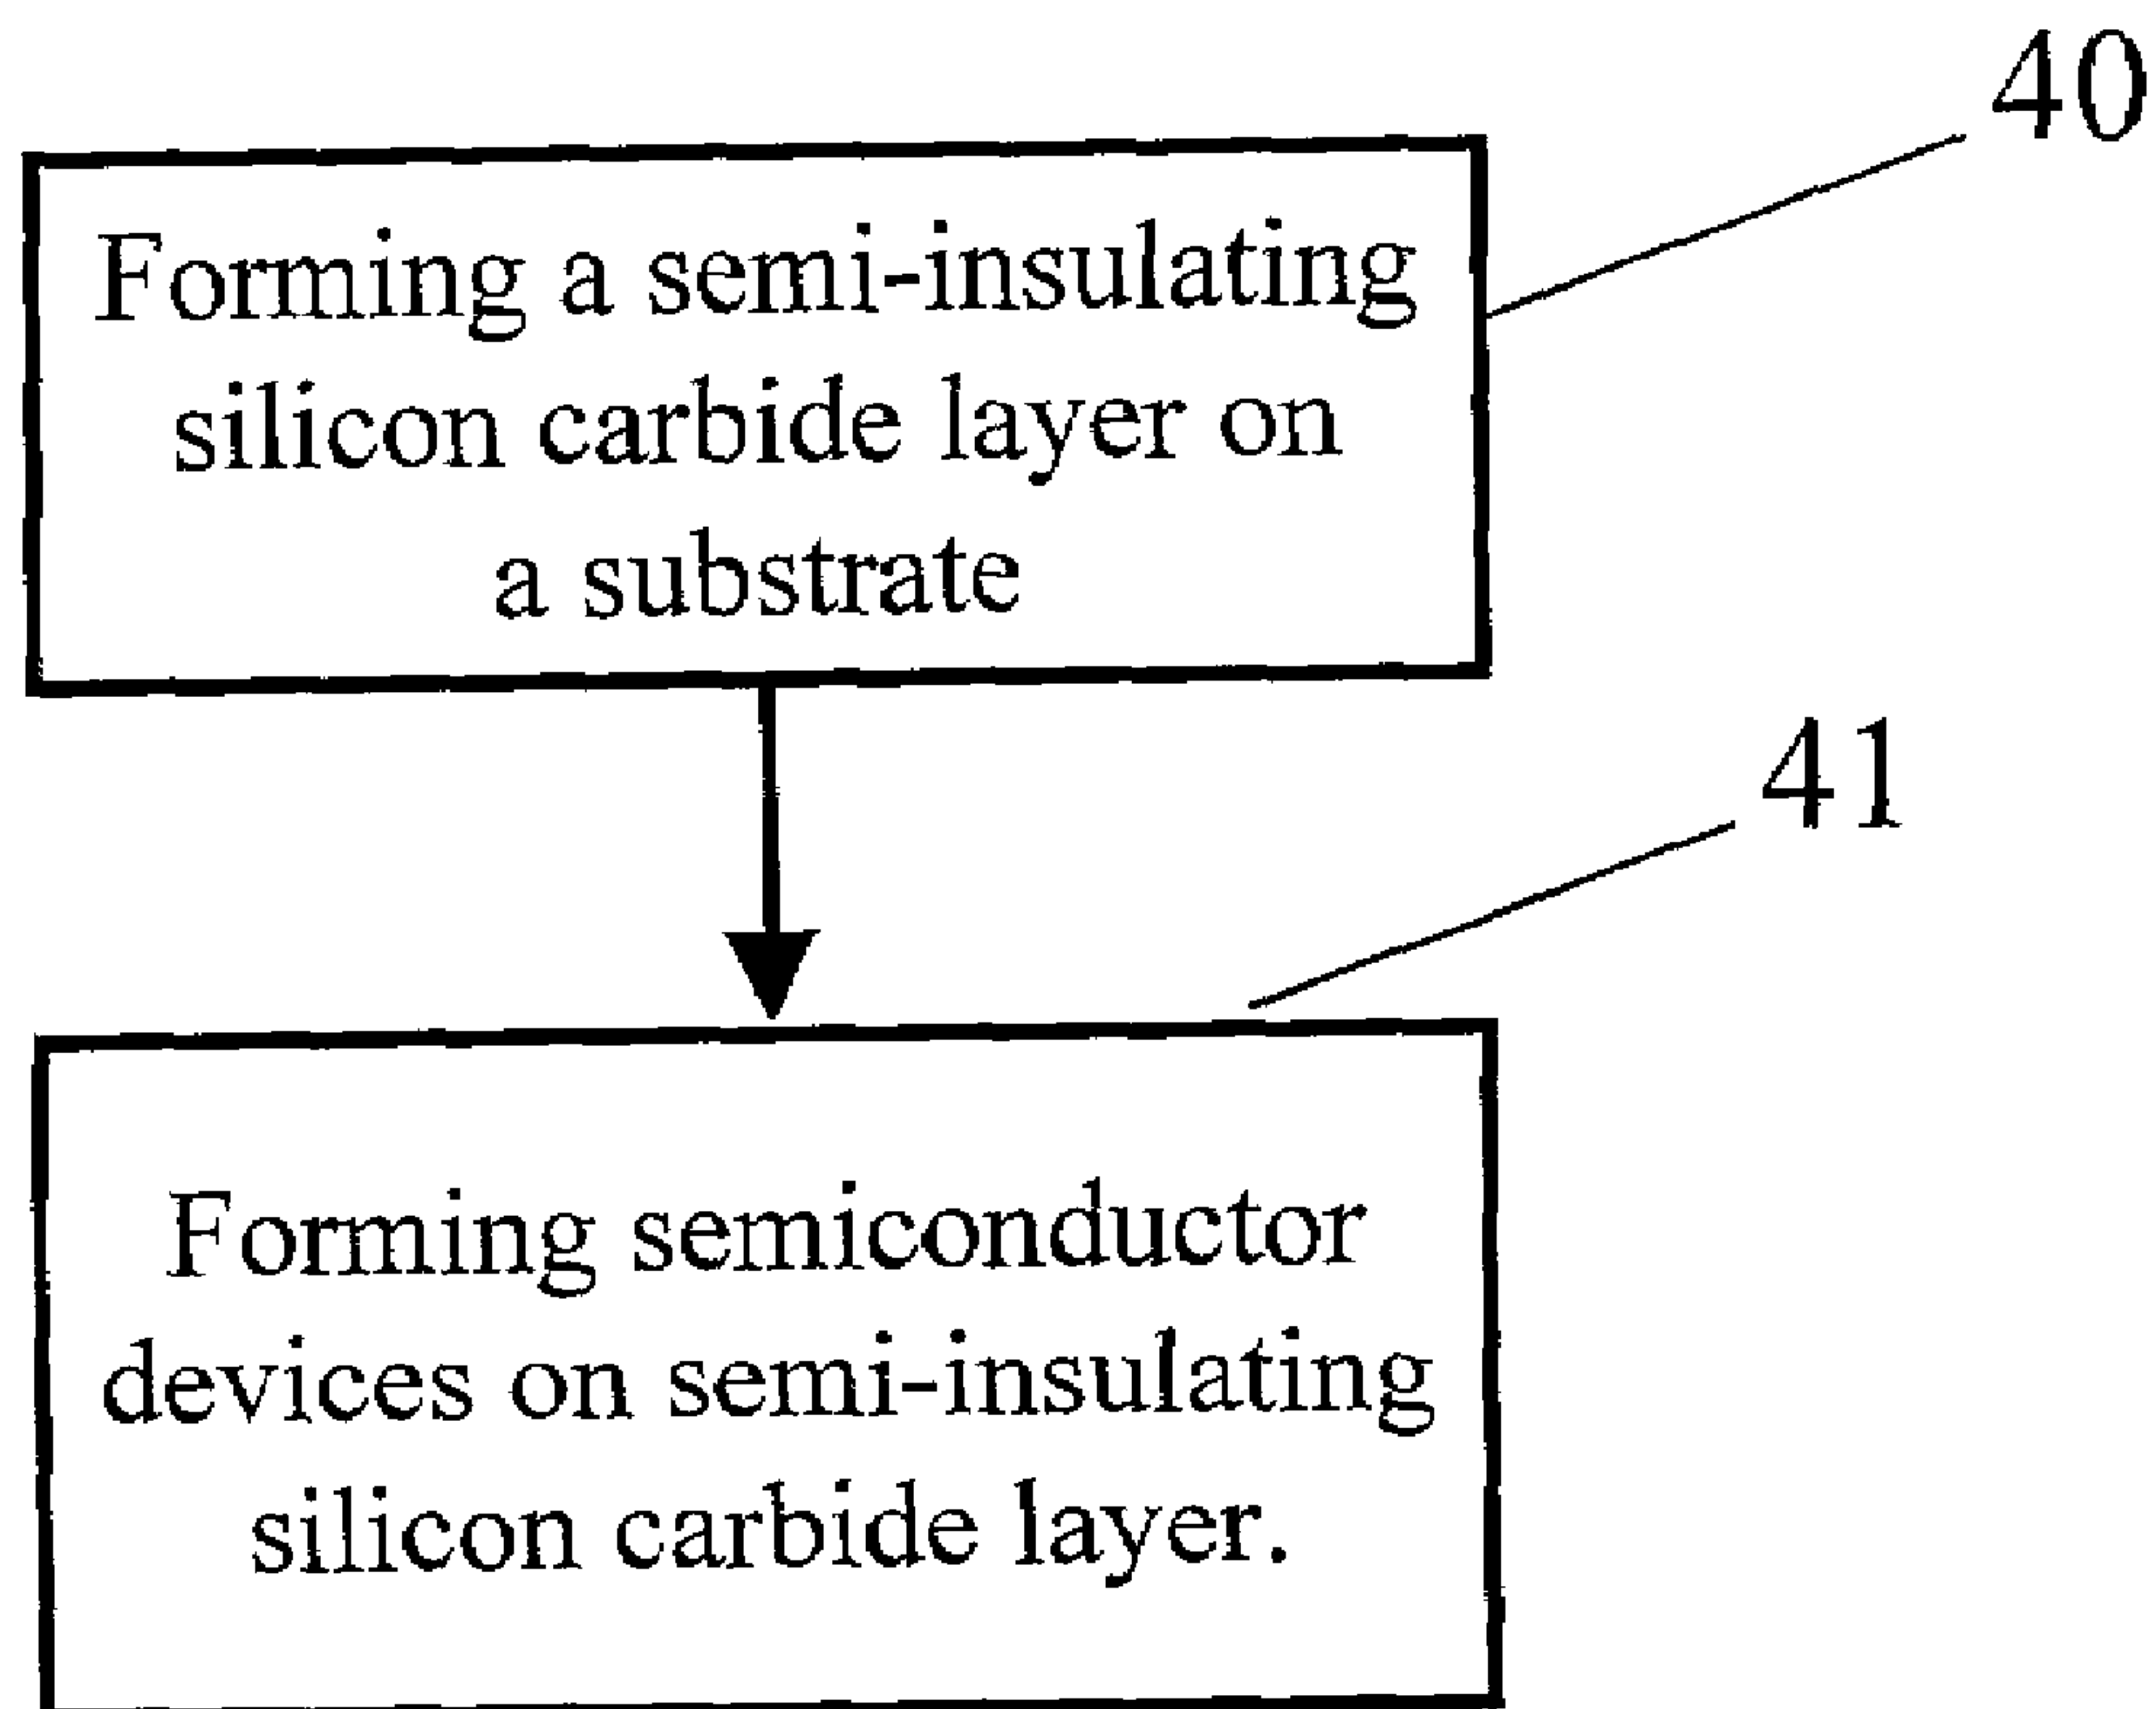 40
Forming a semi-insulating
silicon carbide layer on
a substrate
41
Forming semiconductor
devices on semi-insulating
silicon carbide layer.